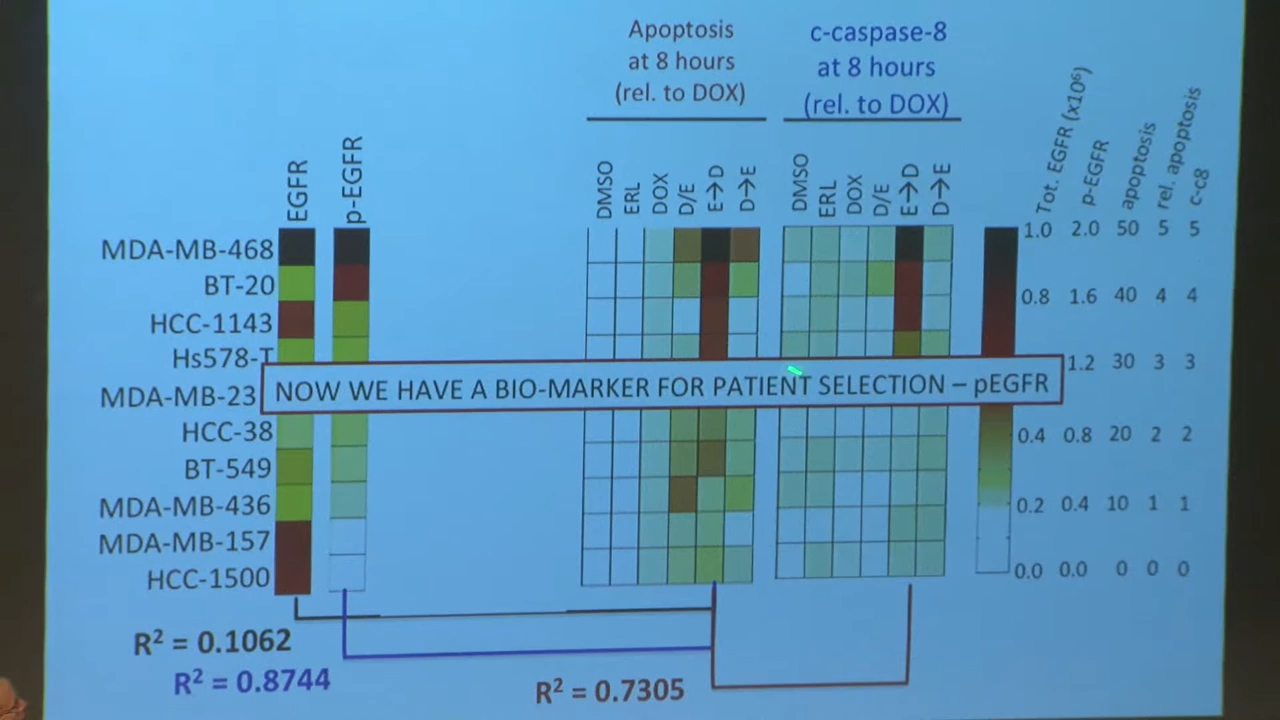 Apoptosis
at 8 hours
(rel. to DOX)
c-caspase-8
at 8 hours
(rel. to DOX)
EGFR
p-EGFR
DMSO
ERL
DOX
D/E
E→D
D→E
DMSO
ERL
DOX
D/E
E→D
D→E
Tot. EGFR (x10⁶)
p-EGFR
apoptosis
rel. apoptosis
c-c8
MDA-MB-468
BT-20
HCC-1143
Hs578-T
MDA-MB-23
HCC-38
BT-549
MDA-MB-436
MDA-MB-157
HCC-1500
1.0 2.0 50 5 5
0.8 1.6 40 4 4
1.2 30 3 3
0.4 0.8 20 2 2
0.2 0.4 10 1 1
0.0 0.0 0 0 0
NOW WE HAVE A BIO-MARKER FOR PATIENT SELECTION – pEGFR
R² = 0.1062
R² = 0.8744
R² = 0.7305